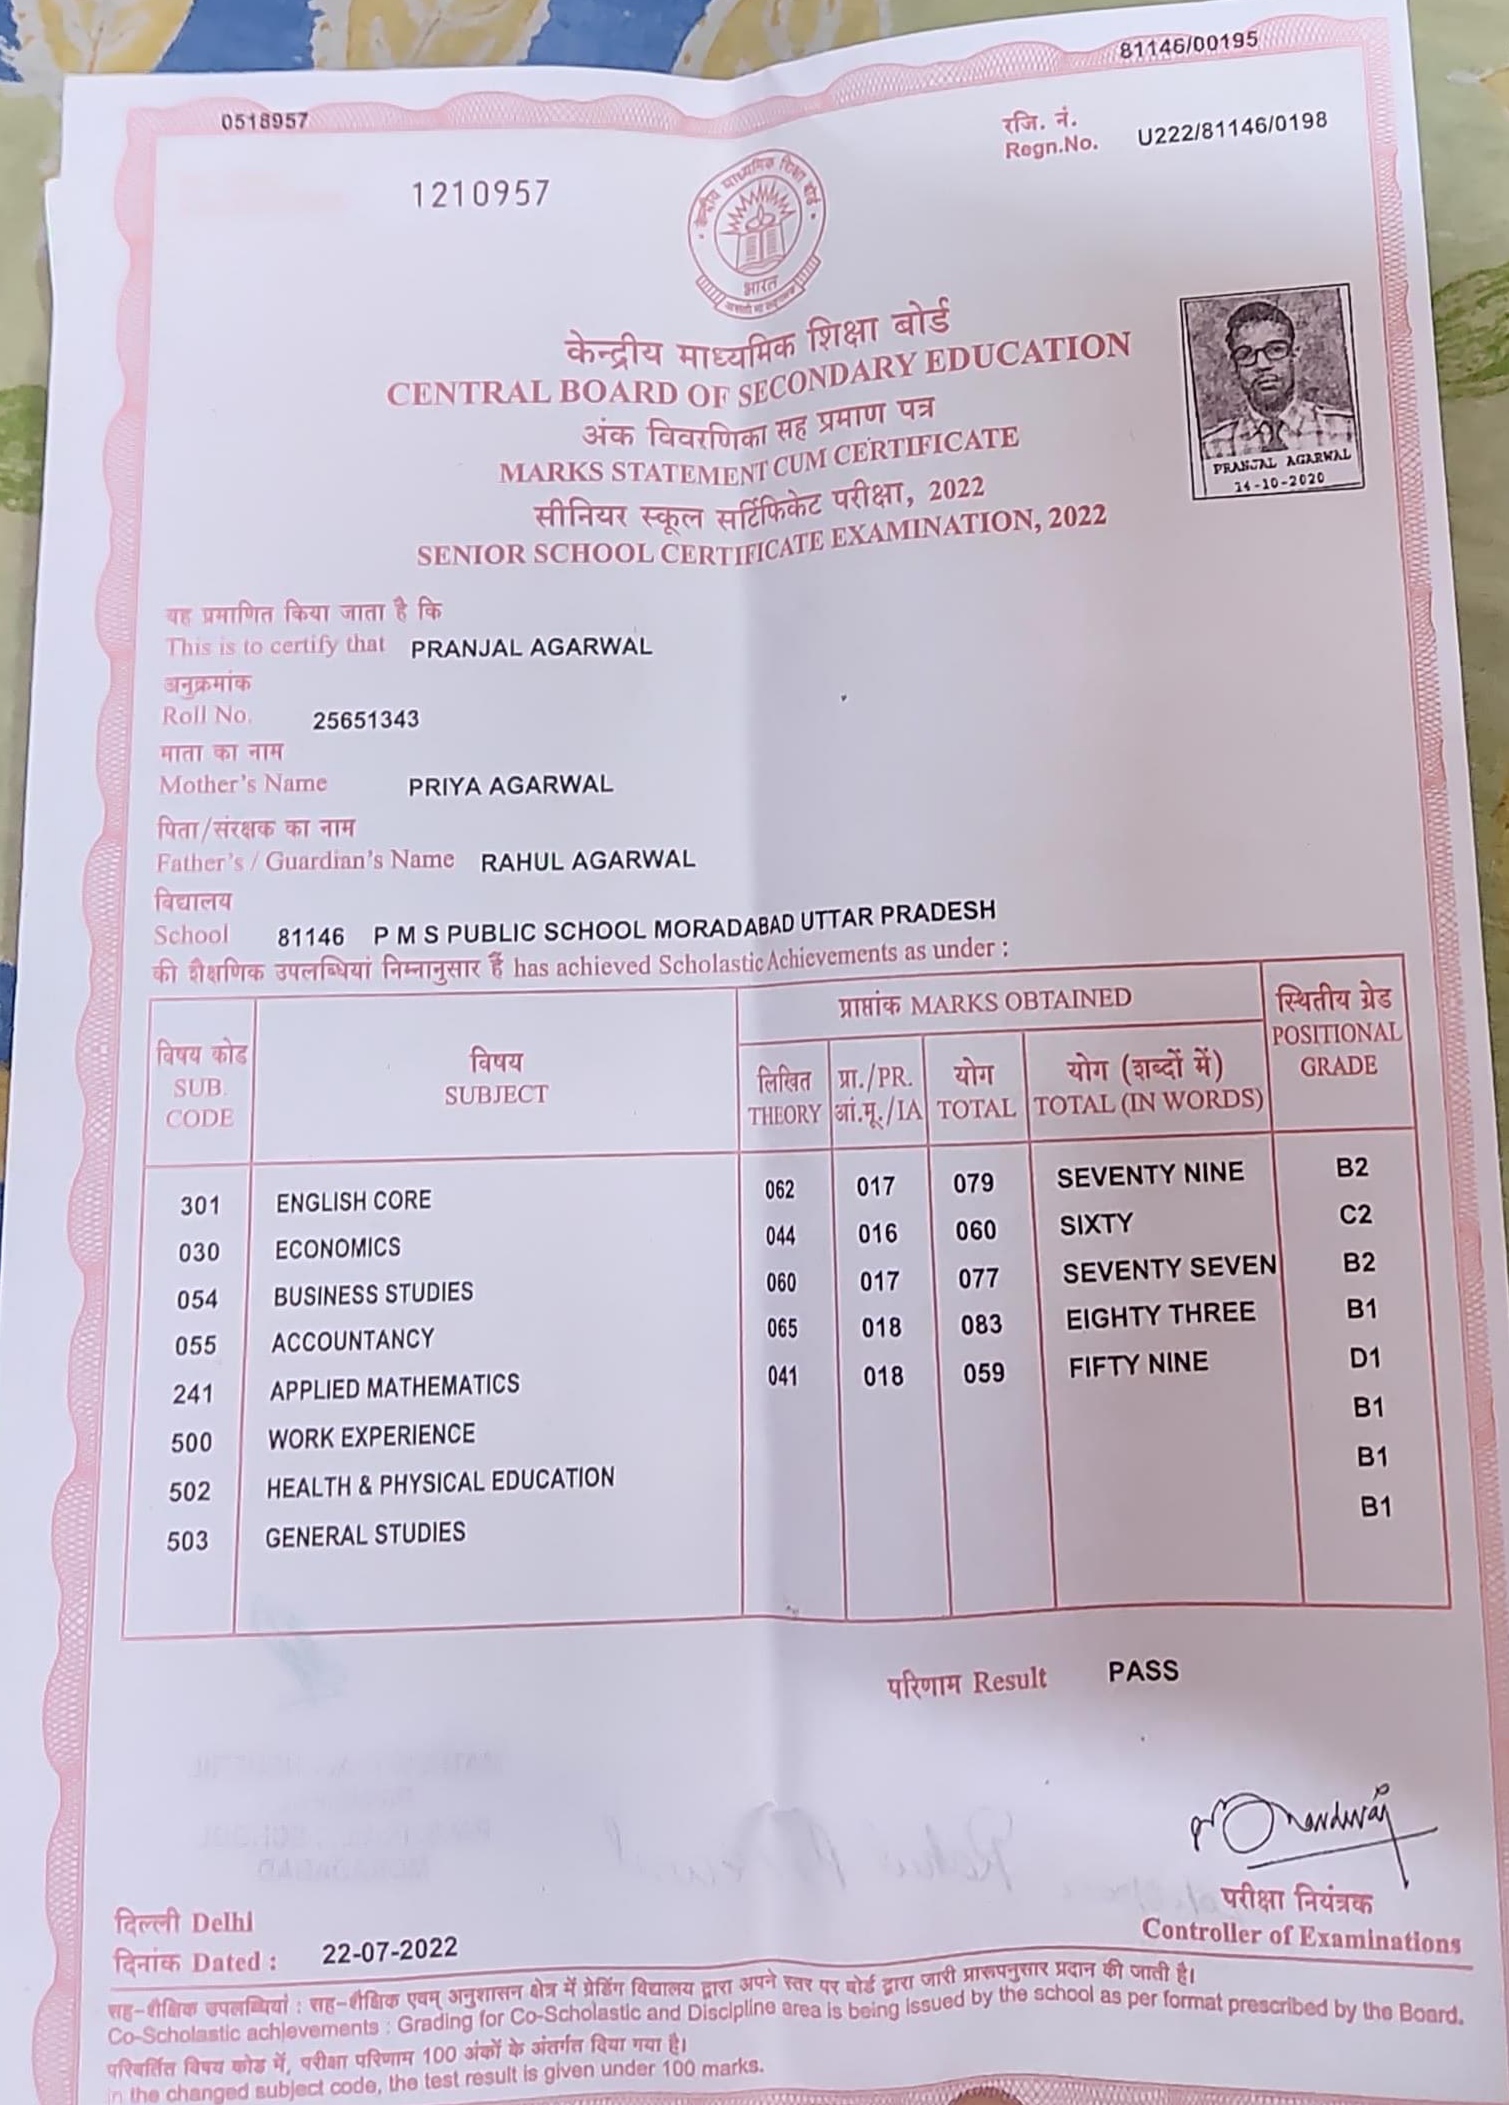 81146/00195
0518957
रजि. नं.
Regn.No. U222/81146/0198
1210957
केन्द्रीय माध्यमिक शिक्षा बोर्ड
भारत
केन्द्रीय माध्यमिक शिक्षा बोर्ड
CENTRAL BOARD OF SECONDARY EDUCATION
अंक विवरणिका सह प्रमाण पत्र
MARKS STATEMENT CUM CERTIFICATE
सीनियर स्कूल सर्टिफिकेट परीक्षा, 2022
SENIOR SCHOOL CERTIFICATE EXAMINATION, 2022
PRANJAL AGARWAL
14-10-2020
यह प्रमाणित किया जाता है कि
This is to certify that PRANJAL AGARWAL
अनुक्रमांक
Roll No. 25651343
माता का नाम
Mother's Name PRIYA AGARWAL
पिता/संरक्षक का नाम
Father's / Guardian's Name RAHUL AGARWAL
विद्यालय
School 81146 P M S PUBLIC SCHOOL MORADABAD UTTAR PRADESH
की शैक्षणिक उपलब्धियां निम्नानुसार हैं has achieved Scholastic Achievements as under :
विषय कोड
SUB.
CODE
विषय
SUBJECT
प्राप्तांक MARKS OBTAINED
लिखित
THEORY
प्रा./PR.
आं.मू./IA
योग
TOTAL
योग (शब्दों में)
TOTAL (IN WORDS)
स्थितीय ग्रेड
POSITIONAL
GRADE
301 ENGLISH CORE 062 017 079 SEVENTY NINE B2
030 ECONOMICS 044 016 060 SIXTY C2
054 BUSINESS STUDIES 060 017 077 SEVENTY SEVEN B2
055 ACCOUNTANCY 065 018 083 EIGHTY THREE B1
241 APPLIED MATHEMATICS 041 018 059 FIFTY NINE D1
500 WORK EXPERIENCE B1
502 HEALTH & PHYSICAL EDUCATION B1
503 GENERAL STUDIES B1
परिणाम Result PASS
परीक्षा नियंत्रक
Controller of Examinations
दिल्ली Delhi
दिनांक Dated : 22-07-2022
सह-शैक्षिक उपलब्धियां : सह-शैक्षिक एवम् अनुशासन क्षेत्र में ग्रेडिंग विद्यालय द्वारा अपने स्तर पर बोर्ड द्वारा जारी प्रारूपनुसार प्रदान की जाती है।
Co-Scholastic achievements : Grading for Co-Scholastic and Discipline area is being issued by the school as per format prescribed by the Board.
परिवर्तित विषय कोड में, परीक्षा परिणाम 100 अंकों के अंतर्गत दिया गया है।
In the changed subject code, the test result is given under 100 marks.